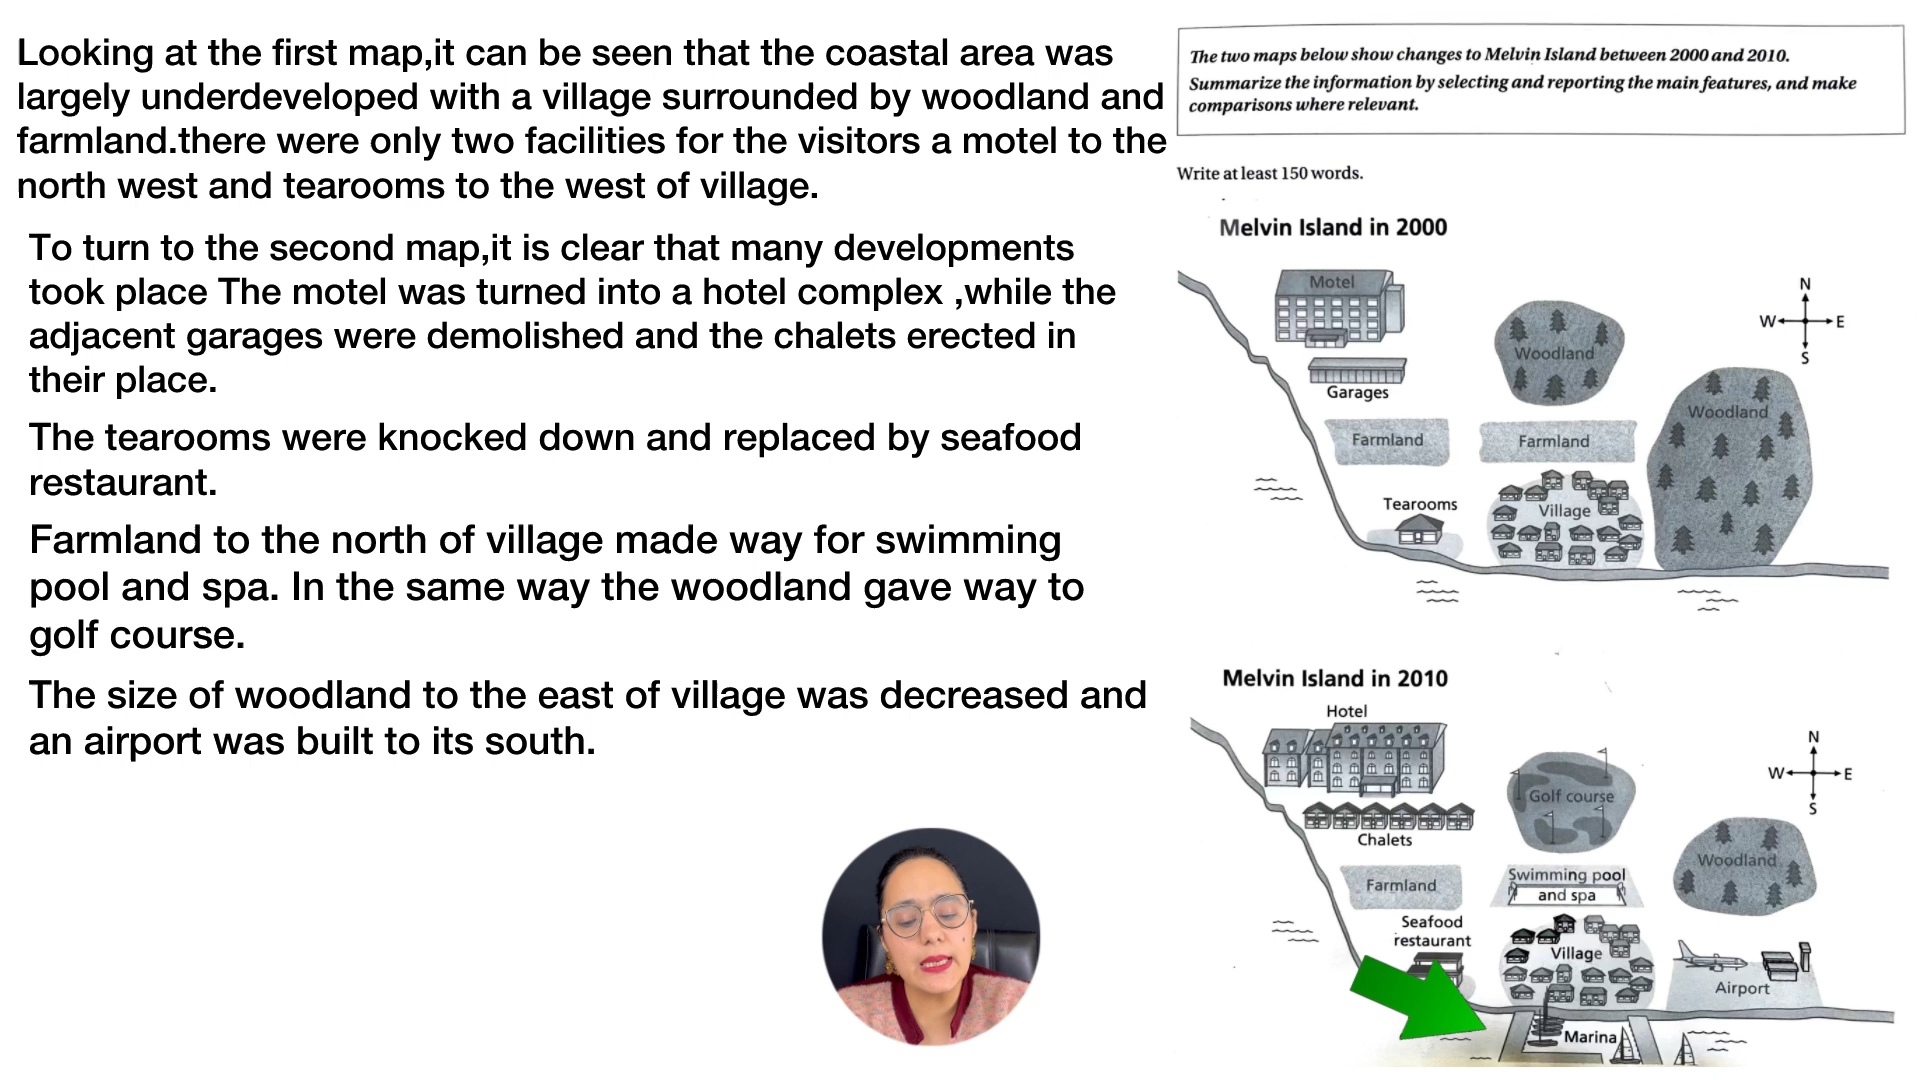 Looking at the first map,it can be seen that the coastal area was
largely underdeveloped with a village surrounded by woodland and
farmland.there were only two facilities for the visitors a motel to the
north west and tearooms to the west of village.
To turn to the second map,it is clear that many developments
took place The motel was turned into a hotel complex ,while the
adjacent garages were demolished and the chalets erected in
their place.
The tearooms were knocked down and replaced by seafood
restaurant.
Farmland to the north of village made way for swimming
pool and spa. In the same way the woodland gave way to
golf course.
The size of woodland to the east of village was decreased and
an airport was built to its south.
The two maps below show changes to Melvin Island between 2000 and 2010.
Summarize the information by selecting and reporting the main features, and make
comparisons where relevant.
Write at least 150 words.
Melvin Island in 2000
Motel
N
W E
S
Woodland
Garages
Woodland
Farmland
Farmland
Tearooms
Village
Melvin Island in 2010
Hotel
N
W E
S
Golf course
Chalets
Woodland
Farmland
Swimming pool
and spa
Seafood
restaurant
Village
Airport
Marina